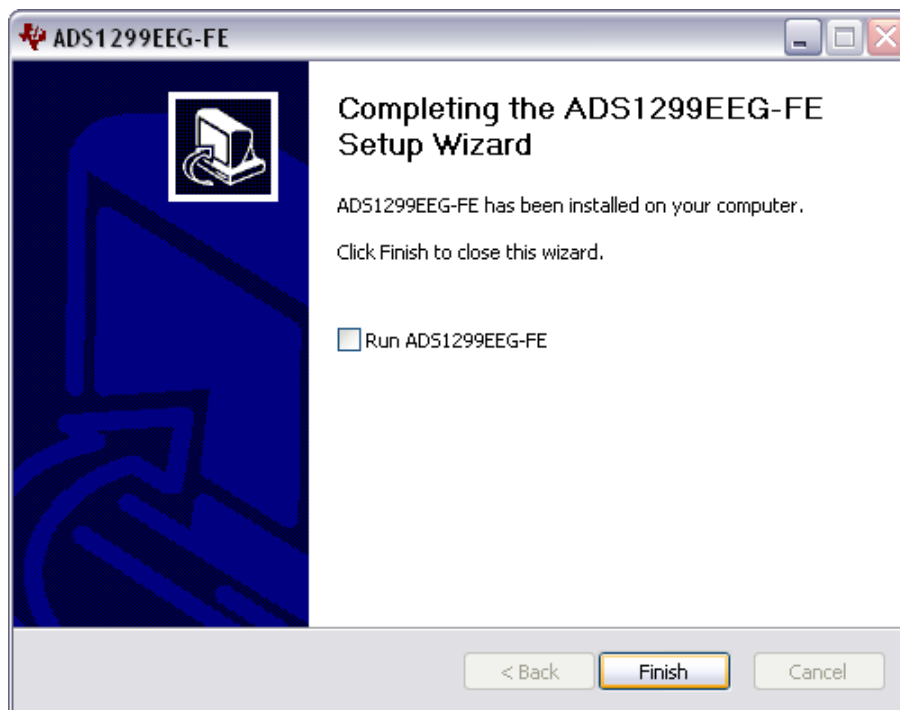 ADS1299EEG-FE
Completing the ADS1299EEG-FE
Setup Wizard
ADS1299EEG-FE has been installed on your computer.
Click Finish to close this wizard.
Run ADS1299EEG-FE
< Back
Finish
Cancel